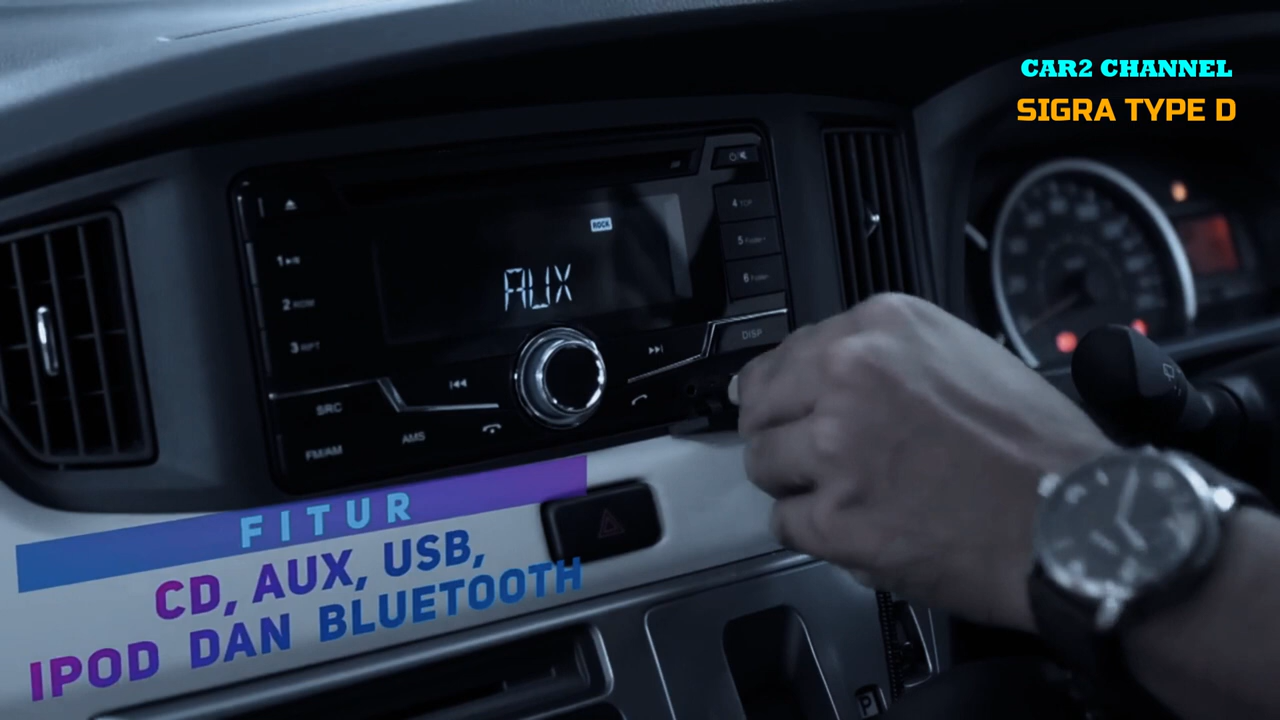 CAR2 CHANNEL
SIGRA TYPE D
ROCK
AUX
4 TOP
5 Folder-
6 Folder+
DISP
1
2
3 RPT
SRC
AMS
FM/AM
FITUR
CD, AUX, USB,
IPOD DAN BLUETOOTH
P